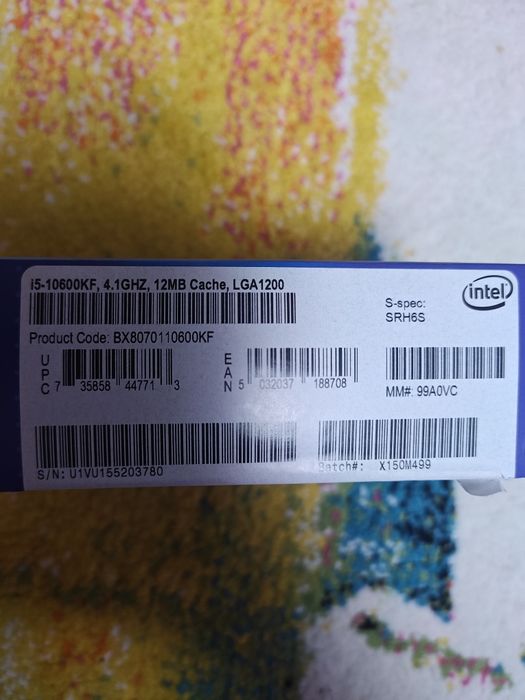 i5-10600KF, 4.1GHZ, 12MB Cache, LGA1200
intel
S-spec:
SRH6S
Product Code: BX8070110600KF
UPC
7 35858 44771 3
EAN
5 032037 188708
MM#: 99A0VC
S/N: U1VU155203780
Batch#: X150M499